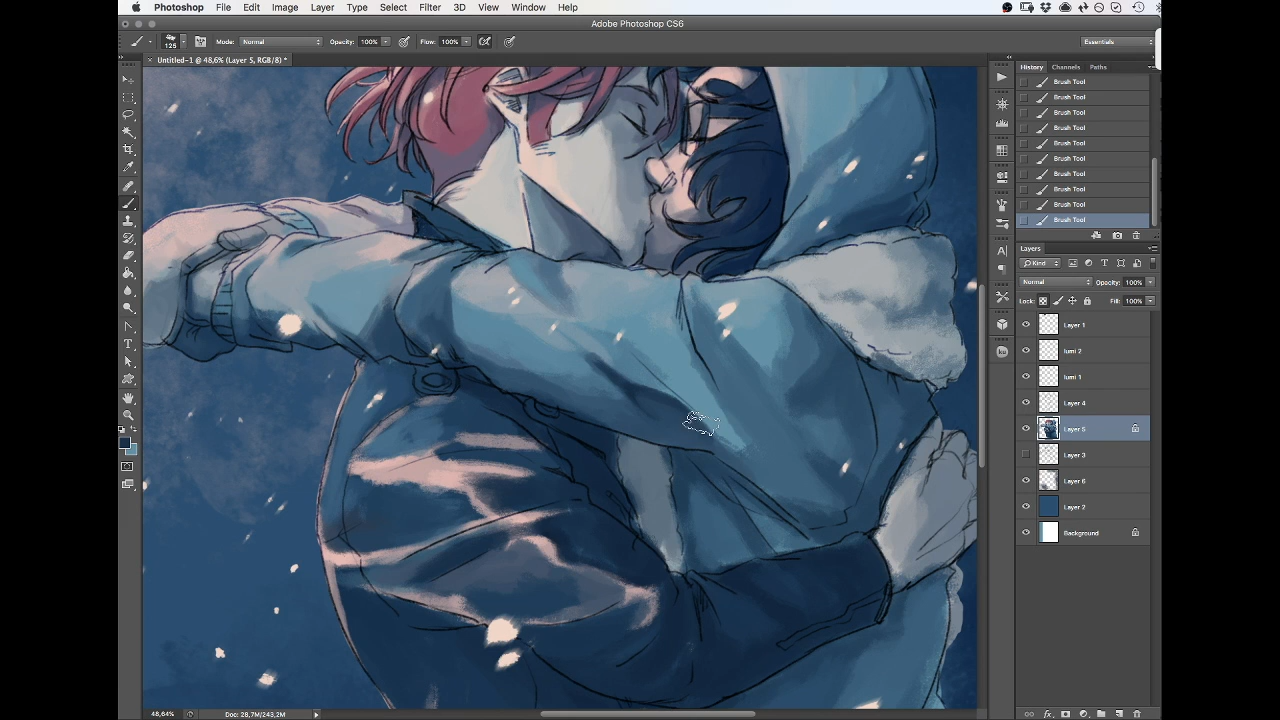 Photoshop File Edit Image Layer Type Select Filter 3D View Window Help
Adobe Photoshop CS6
125 Mode: Normal Opacity: 100% Flow: 100% Essentials
Untitled-1 @ 48,6% (Layer 5, RGB/8) *
History Channels Paths
Brush Tool
Brush Tool
Brush Tool
Brush Tool
Brush Tool
Brush Tool
Brush Tool
Brush Tool
Brush Tool
Brush Tool
Layers
Kind
Normal Opacity: 100%
Lock: Fill: 100%
Layer 1
lumi 2
lumi 1
Layer 4
Layer 5
Layer 3
Layer 6
Layer 2
Background
48,64% Doc: 28,7M/243,2M